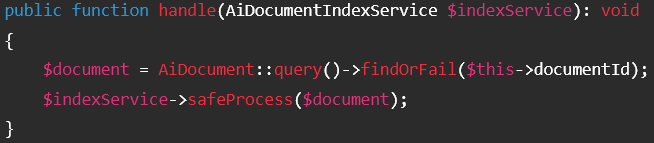 public function handle(AiDocumentIndexService $indexService): void
{
    $document = AiDocument::query()->findOrFail($this->documentId);
    $indexService->safeProcess($document);
}